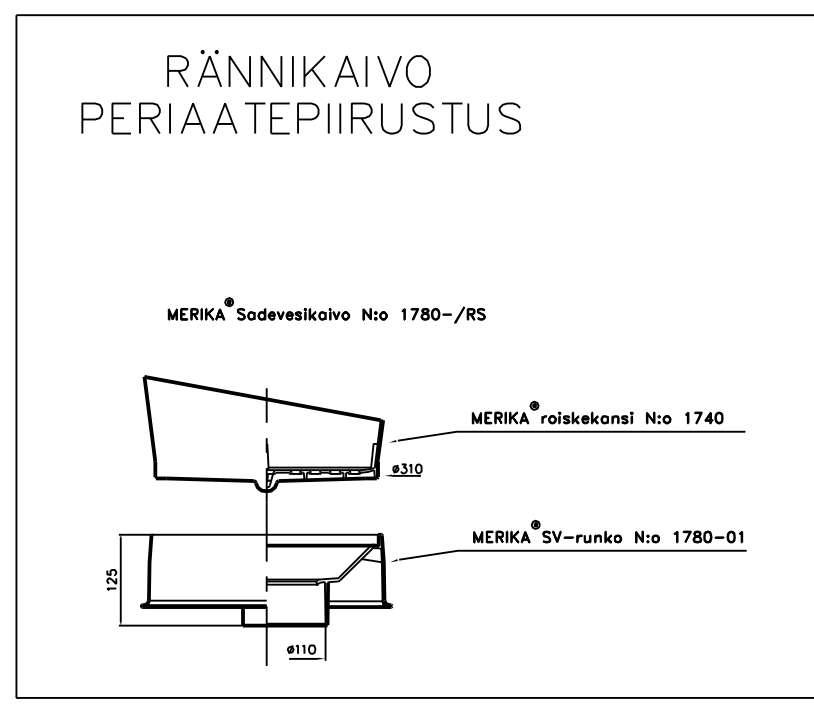 RÄNNIKAIVO
PERIAATEPIIRUSTUS
MERIKA® Sadevesikaivo N:o 1780-/RS
MERIKA® roiskekansi N:o 1740
ø310
MERIKA® SV-runko N:o 1780-01
125
ø110